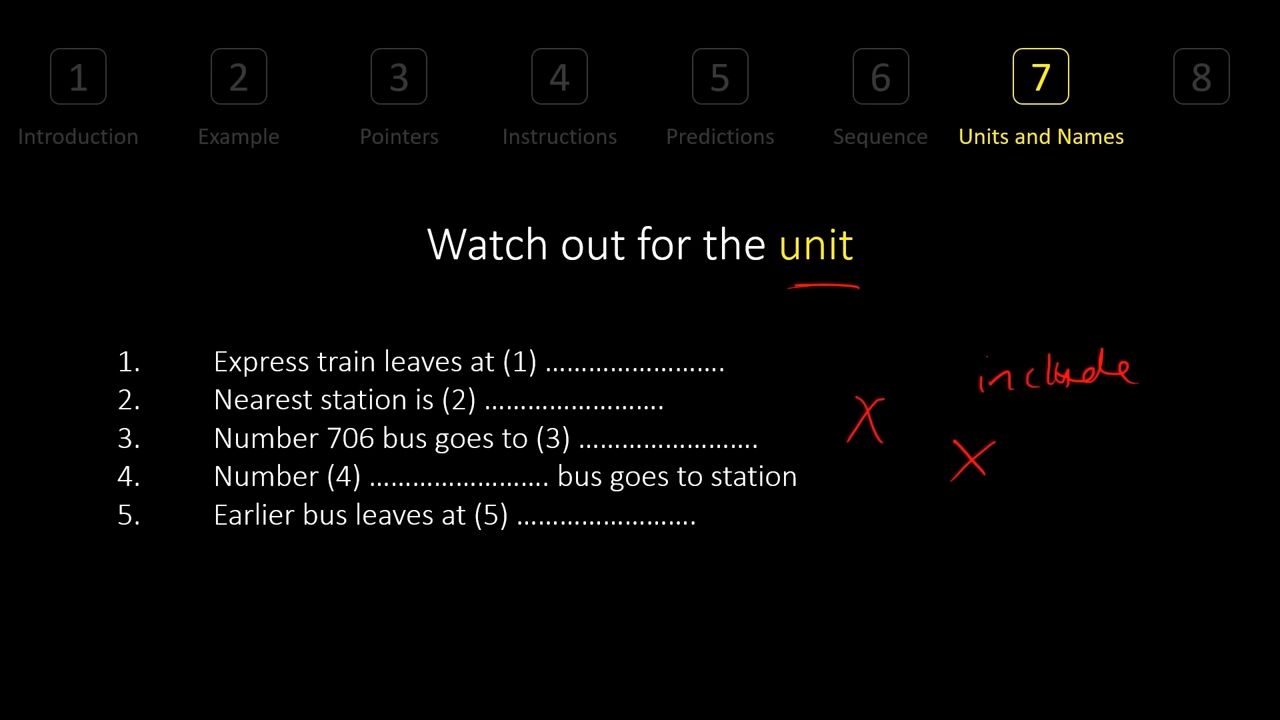 1 2 3 4 5 6 7 8
Introduction Example Pointers Instructions Predictions Sequence Units and Names
Watch out for the unit
1. Express train leaves at (1) …………………….
2. Nearest station is (2) …………………….
3. Number 706 bus goes to (3) …………………….
4. Number (4) ……………………. bus goes to station
5. Earlier bus leaves at (5) …………………….
include
X
X